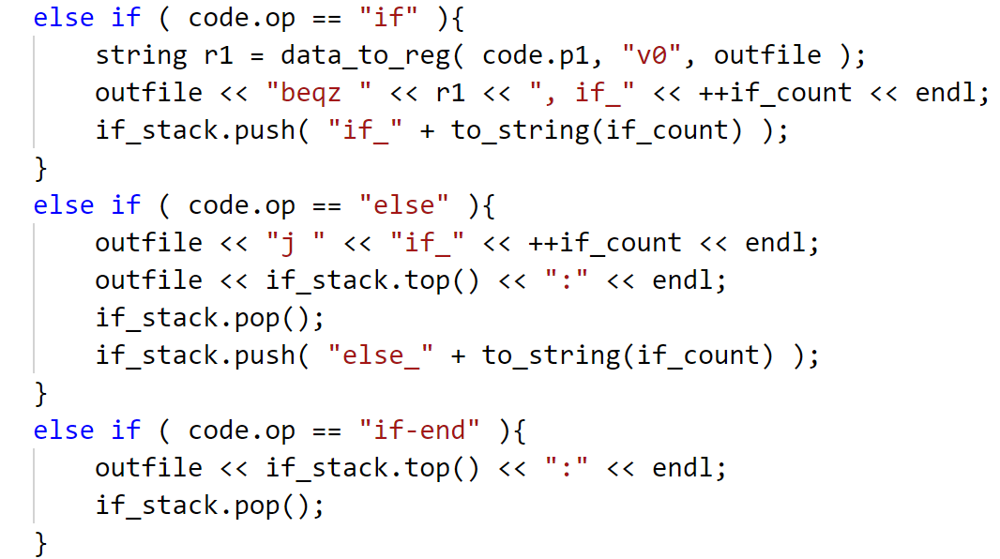 else if ( code.op == "if" ){
    string r1 = data_to_reg( code.p1, "v0", outfile );
    outfile << "beqz " << r1 << ", if_" << ++if_count << endl;
    if_stack.push( "if_" + to_string(if_count) );
}
else if ( code.op == "else" ){
    outfile << "j " << "if_" << ++if_count << endl;
    outfile << if_stack.top() << ":" << endl;
    if_stack.pop();
    if_stack.push( "else_" + to_string(if_count) );
}
else if ( code.op == "if-end" ){
    outfile << if_stack.top() << ":" << endl;
    if_stack.pop();
}